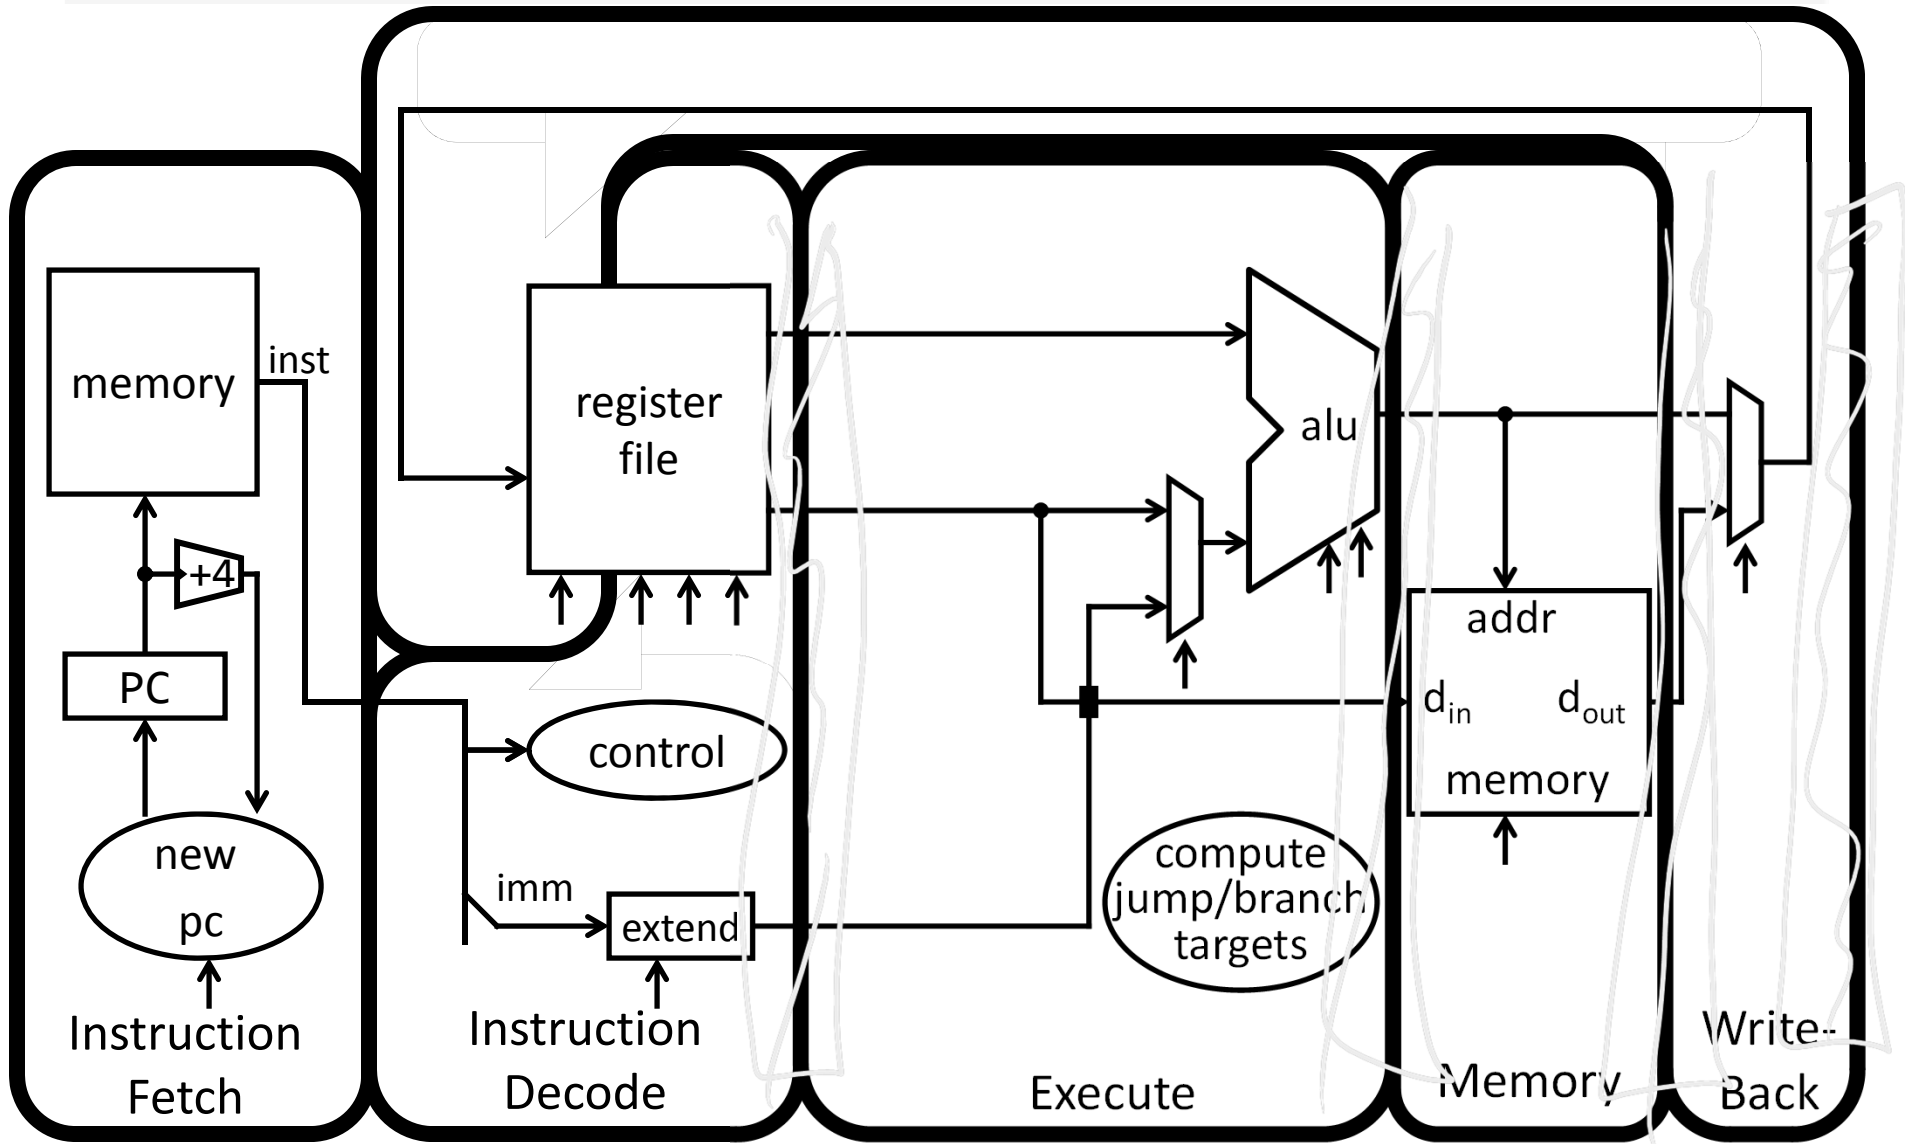 memory
inst
+4
PC
new
pc
Instruction
Fetch
register
file
control
imm
extend
Instruction
Decode
alu
compute
jump/branch
targets
Execute
addr
din
dout
memory
Memory
Write-
Back